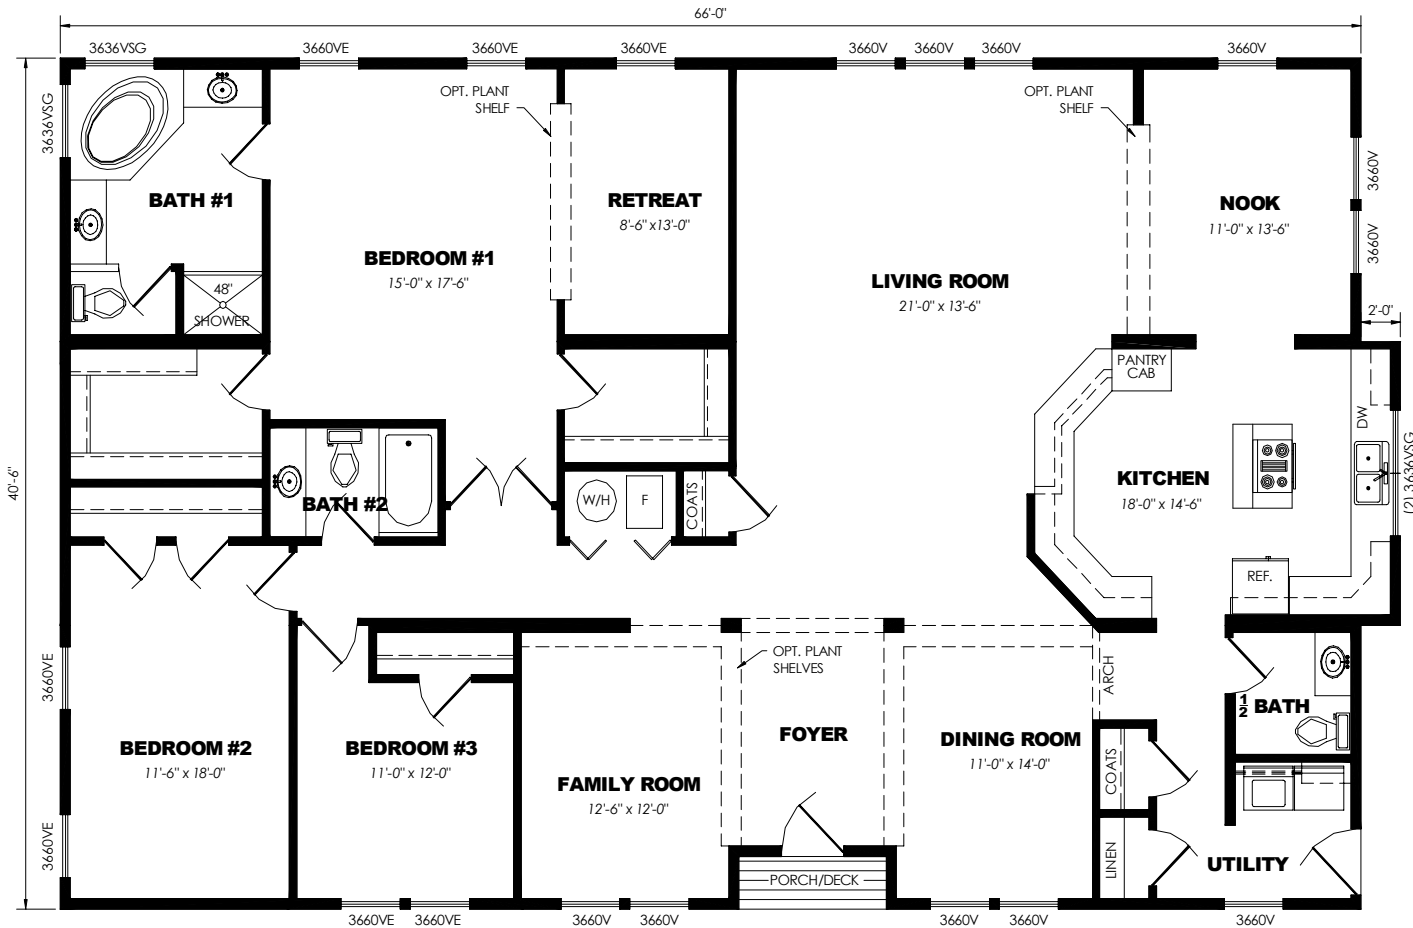 66'-0"
3636VSG
3660VE
3660VE
3660VE
3660V
3660V
3660V
3660V
3636VSG
OPT. PLANT
SHELF
OPT. PLANT
SHELF
3660V
BATH #1
RETREAT
8'-6" x13'-0"
NOOK
11'-0" x 13'-6"
3660V
BEDROOM #1
15'-0" x 17'-6"
LIVING ROOM
21'-0" x 13'-6"
48"
SHOWER
2'-0"
PANTRY
CAB
DW
40'-6"
(2) 3636VSG
KITCHEN
18'-0" x 14'-6"
BATH #2
W/H
F
COATS
REF.
OPT. PLANT
SHELVES
ARCH
3660VE
1/2 BATH
BEDROOM #2
11'-6" x 18'-0"
BEDROOM #3
11'-0" x 12'-0"
FOYER
DINING ROOM
11'-0" x 14'-0"
COATS
FAMILY ROOM
12'-6" x 12'-0"
3660VE
LINEN
UTILITY
PORCH/DECK
3660VE
3660VE
3660V
3660V
3660V
3660V
3660V